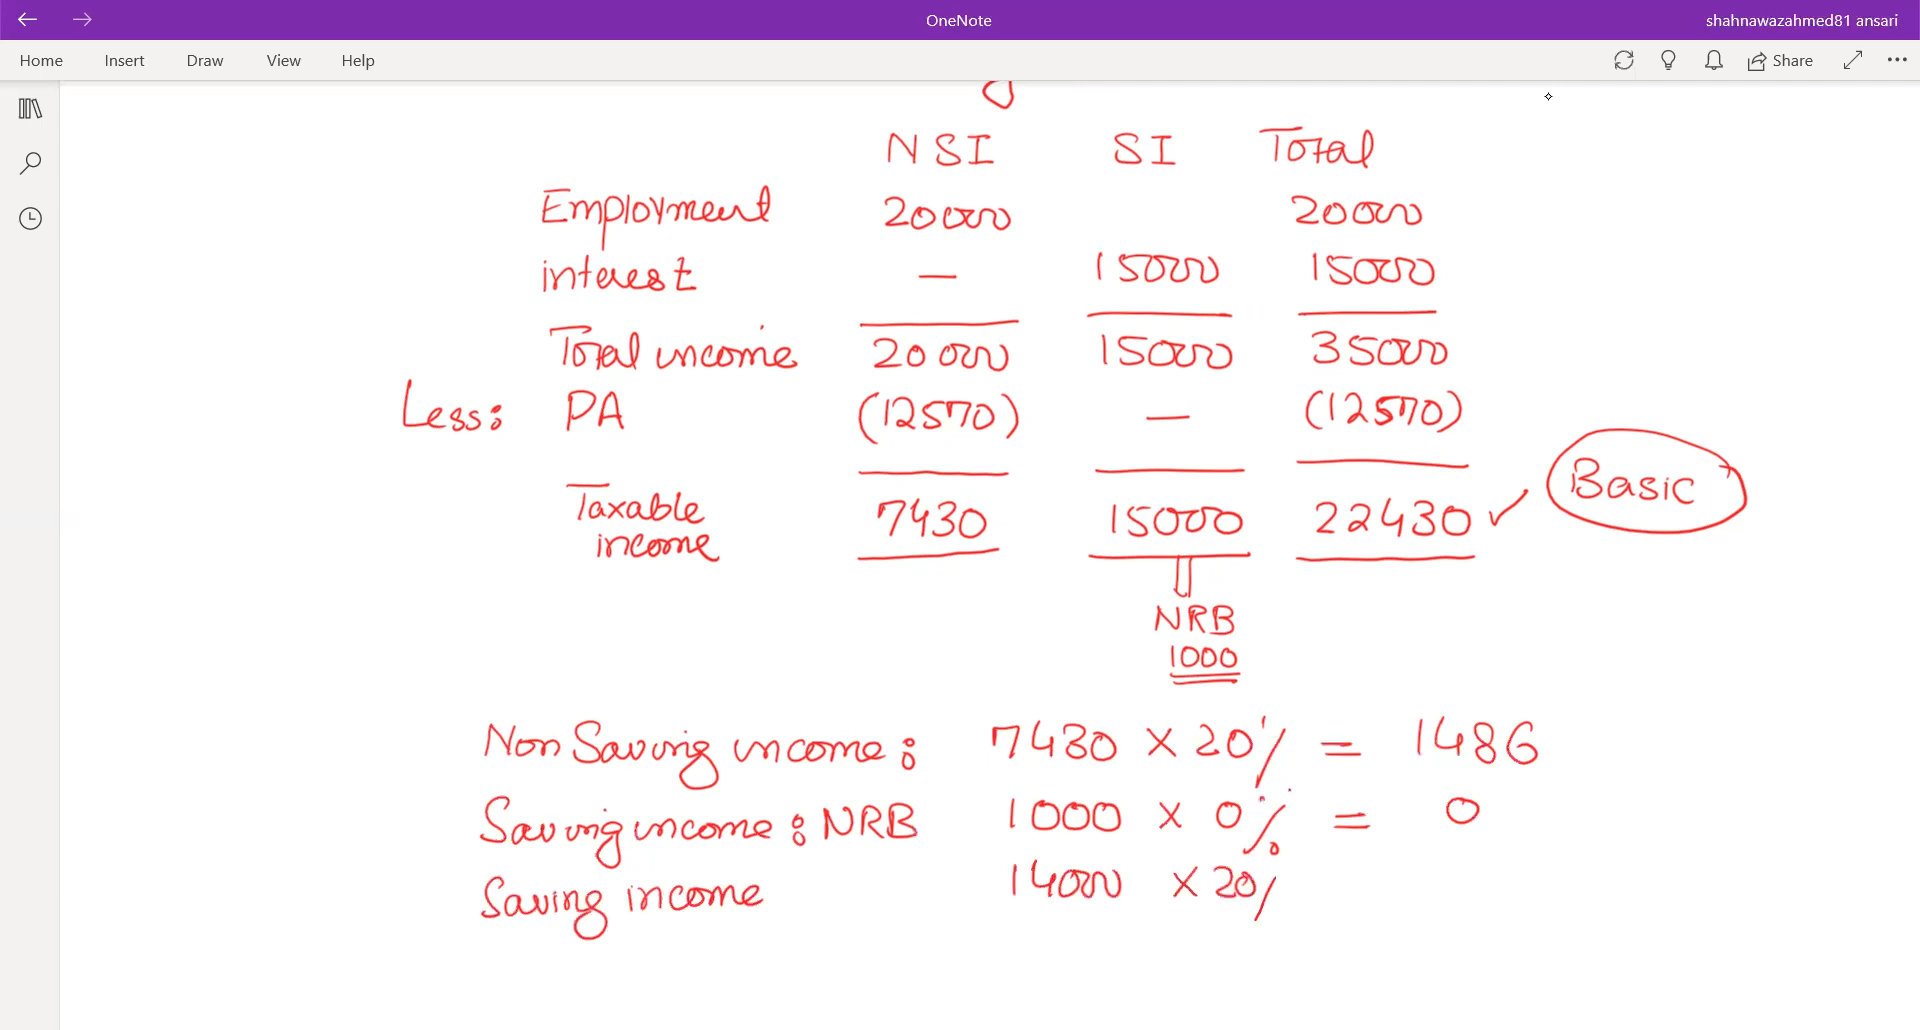 OneNote
shahnawazahmed81 ansari
Home Insert Draw View Help
Share
NSI SI Total
Employment 20000 20000
interest — 15000 15000
Total income 20000 15000 35000
Less: PA (12570) — (12570)
Basic
Taxable 7430 15000 22430 ✓
income
NRB
1000
Non Saving income: 7430 × 20% = 1486
Saving income: NRB 1000 × 0% = 0
Saving income 14000 × 20%